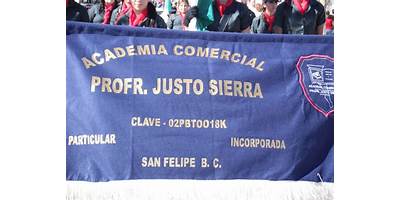 ACADEMIA COMERCIAL
PROFR. JUSTO SIERRA
CLAVE - 02PBT0018K
PARTICULAR INCORPORADA
SAN FELIPE B. C.